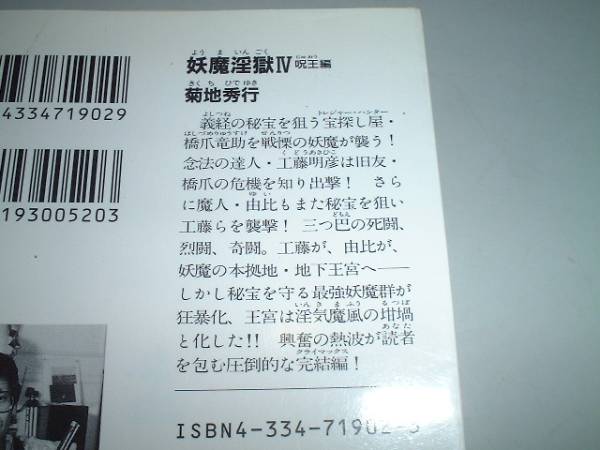 妖魔淫獄Ⅳ 呪王編
菊地秀行
義経の秘宝を狙う宝探し屋・
橋爪竜助を戦慄の妖魔が襲う！
念法の達人・工藤明彦は旧友・
橋爪の危機を知り出撃！ さら
に魔人・由比もまた秘宝を狙い
工藤らを襲撃！ 三つ巴の死闘、
烈闘、奇闘。工藤が、由比が、
妖魔の本拠地・地下王宮へ――
しかし秘宝を守る最強妖魔群が
狂暴化、王宮は淫気魔風の坩堝
と化した!! 興奮の熱波が読者
を包む圧倒的な完結編！
ISBN4-334-71902-
4334719029
193005203